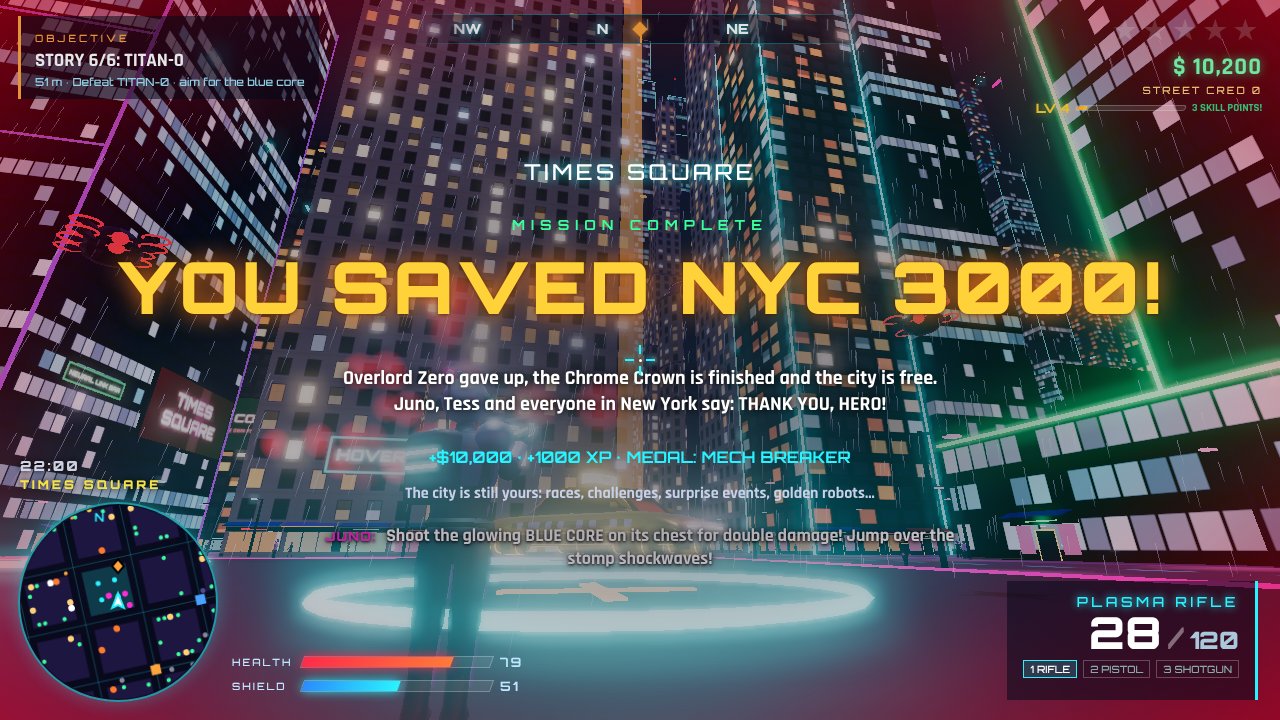 OBJECTIVE
STORY 6/6: TITAN-0
51 m · Defeat TITAN-0 · aim for the blue core
NW N NE
$ 10,200
STREET CRED 0
LV 4 3 SKILL POINTS!
TIMES SQUARE
MISSION COMPLETE
YOU SAVED NYC 3000!
Overlord Zero gave up, the Chrome Crown is finished and the city is free.
Juno, Tess and everyone in New York say: THANK YOU, HERO!
NEURAL LINK BAR
TIMES
SQUARE
CO
HOVER
+$10,000 · +1000 XP · MEDAL: MECH BREAKER
The city is still yours: races, challenges, surprise events, golden robots...
JUNO: Shoot the glowing BLUE CORE on its chest for double damage! Jump over the
stomp shockwaves!
22:00
TIMES SQUARE
N
HEALTH 79
SHIELD 51
PLASMA RIFLE
28 / 120
1 RIFLE 2 PISTOL 3 SHOTGUN